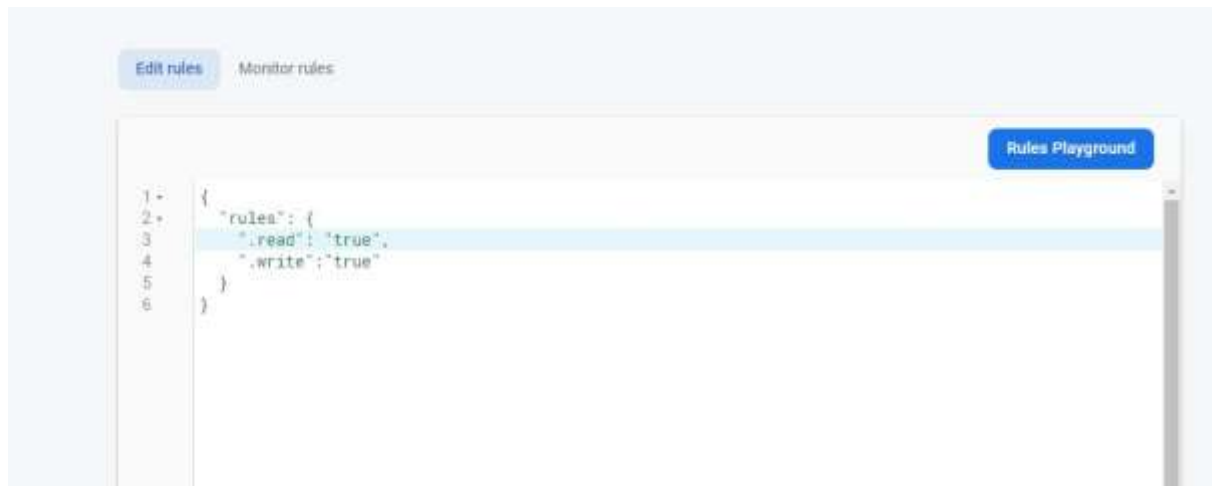 Edit rules Monitor rules
Rules Playground
1 {
2 "rules": {
3 ".read": "true",
4 ".write":"true"
5 }
6 }